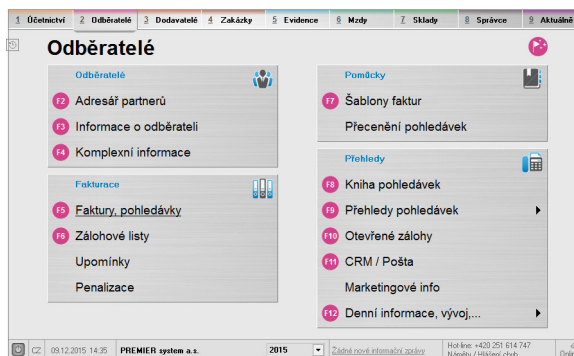 1 Účetnictví 2 Odběratelé 3 Dodavatelé 4 Zakázky 5 Evidence 6 Mzdy 7 Sklady 8 Správce 9 Aktuálně
Odběratelé
Odběratelé
F2 Adresář partnerů
F3 Informace o odběrateli
F4 Komplexní informace
Fakturace
F5 Faktury, pohledávky
F6 Zálohové listy
Upomínky
Penalizace
Pomůcky
F7 Šablony faktur
Přecenění pohledávek
Přehledy
F8 Kniha pohledávek
F9 Přehledy pohledávek
F10 Otevřené zálohy
F11 CRM / Pošta
Marketingové info
F12 Denní informace, vývoj,...
CZ 09.12.2015 14:35 PREMIER system a.s. 2015 Žádné nové informační zprávy
Hot-line: +420 251 614 747
Náměty / Hlášení chyb